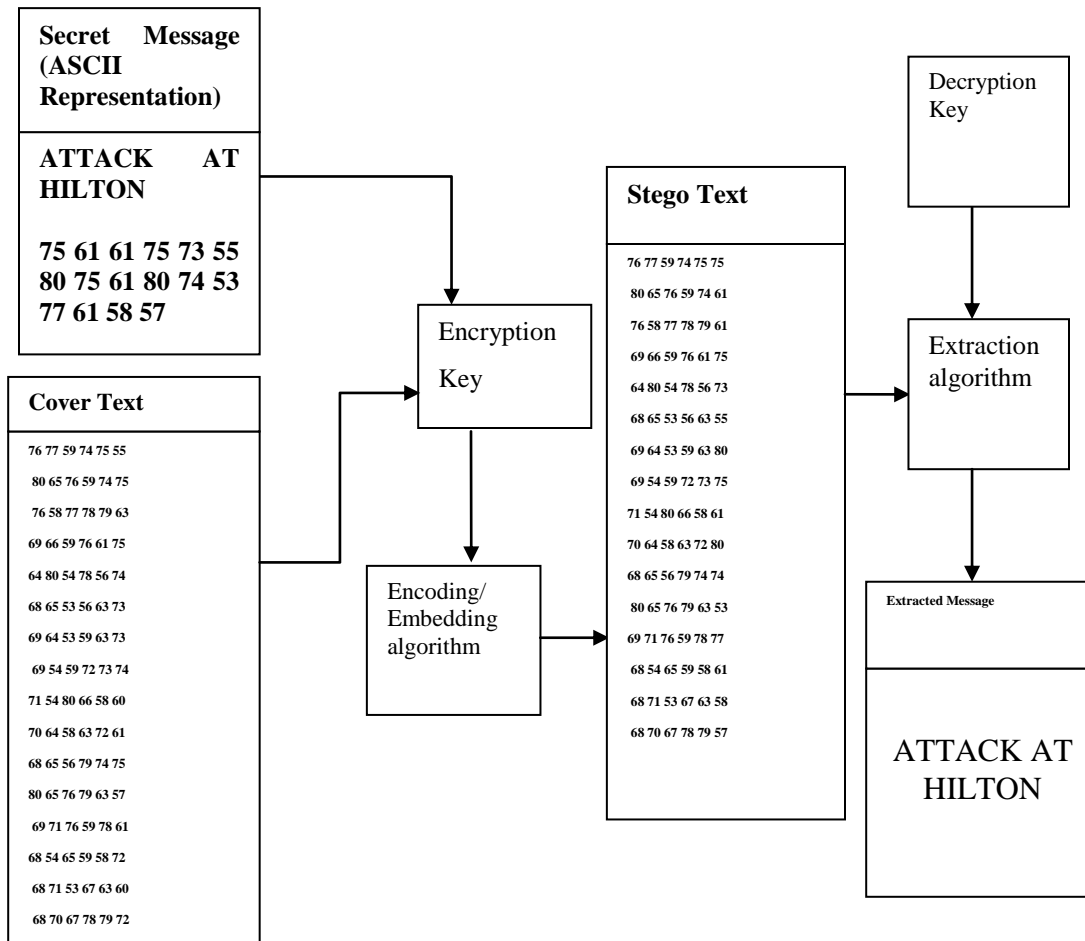 Secret Message
(ASCII
Representation)
ATTACK AT
HILTON
75 61 61 75 73 55
80 75 61 80 74 53
77 61 58 57
Cover Text
76 77 59 74 75 55
80 65 76 59 74 75
76 58 77 78 79 63
69 66 59 76 61 75
64 80 54 78 56 74
68 65 53 56 63 73
69 64 53 59 63 73
69 54 59 72 73 74
71 54 80 66 58 60
70 64 58 63 72 61
68 65 56 79 74 75
80 65 76 79 63 57
69 71 76 59 78 61
68 54 65 59 58 72
68 71 53 67 63 60
68 70 67 78 79 72
Encryption
Key
Encoding/
Embedding
algorithm
Stego Text
76 77 59 74 75 75
80 65 76 59 74 61
76 58 77 78 79 61
69 66 59 76 61 75
64 80 54 78 56 73
68 65 53 56 63 55
69 64 53 59 63 80
69 54 59 72 73 75
71 54 80 66 58 61
70 64 58 63 72 80
68 65 56 79 74 74
80 65 76 79 63 53
69 71 76 59 78 77
68 54 65 59 58 61
68 71 53 67 63 58
68 70 67 78 79 57
Decryption
Key
Extraction
algorithm
Extracted Message
ATTACK AT
HILTON